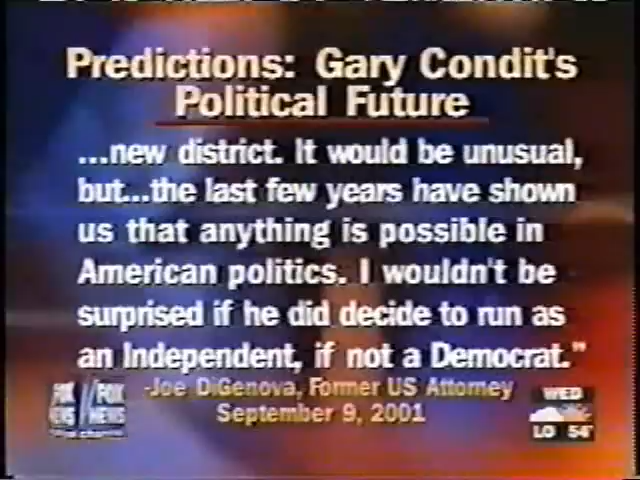 Predictions: Gary Condit's
Political Future
...new district. It would be unusual,
but...the last few years have shown
us that anything is possible in
American politics. I wouldn't be
surprised if he did decide to run as
an Independent, if not a Democrat."
-Joe DiGenova, Former US Attorney
September 9, 2001
FOX FOX
NEWS NEWS
channel
WED
LO 54°